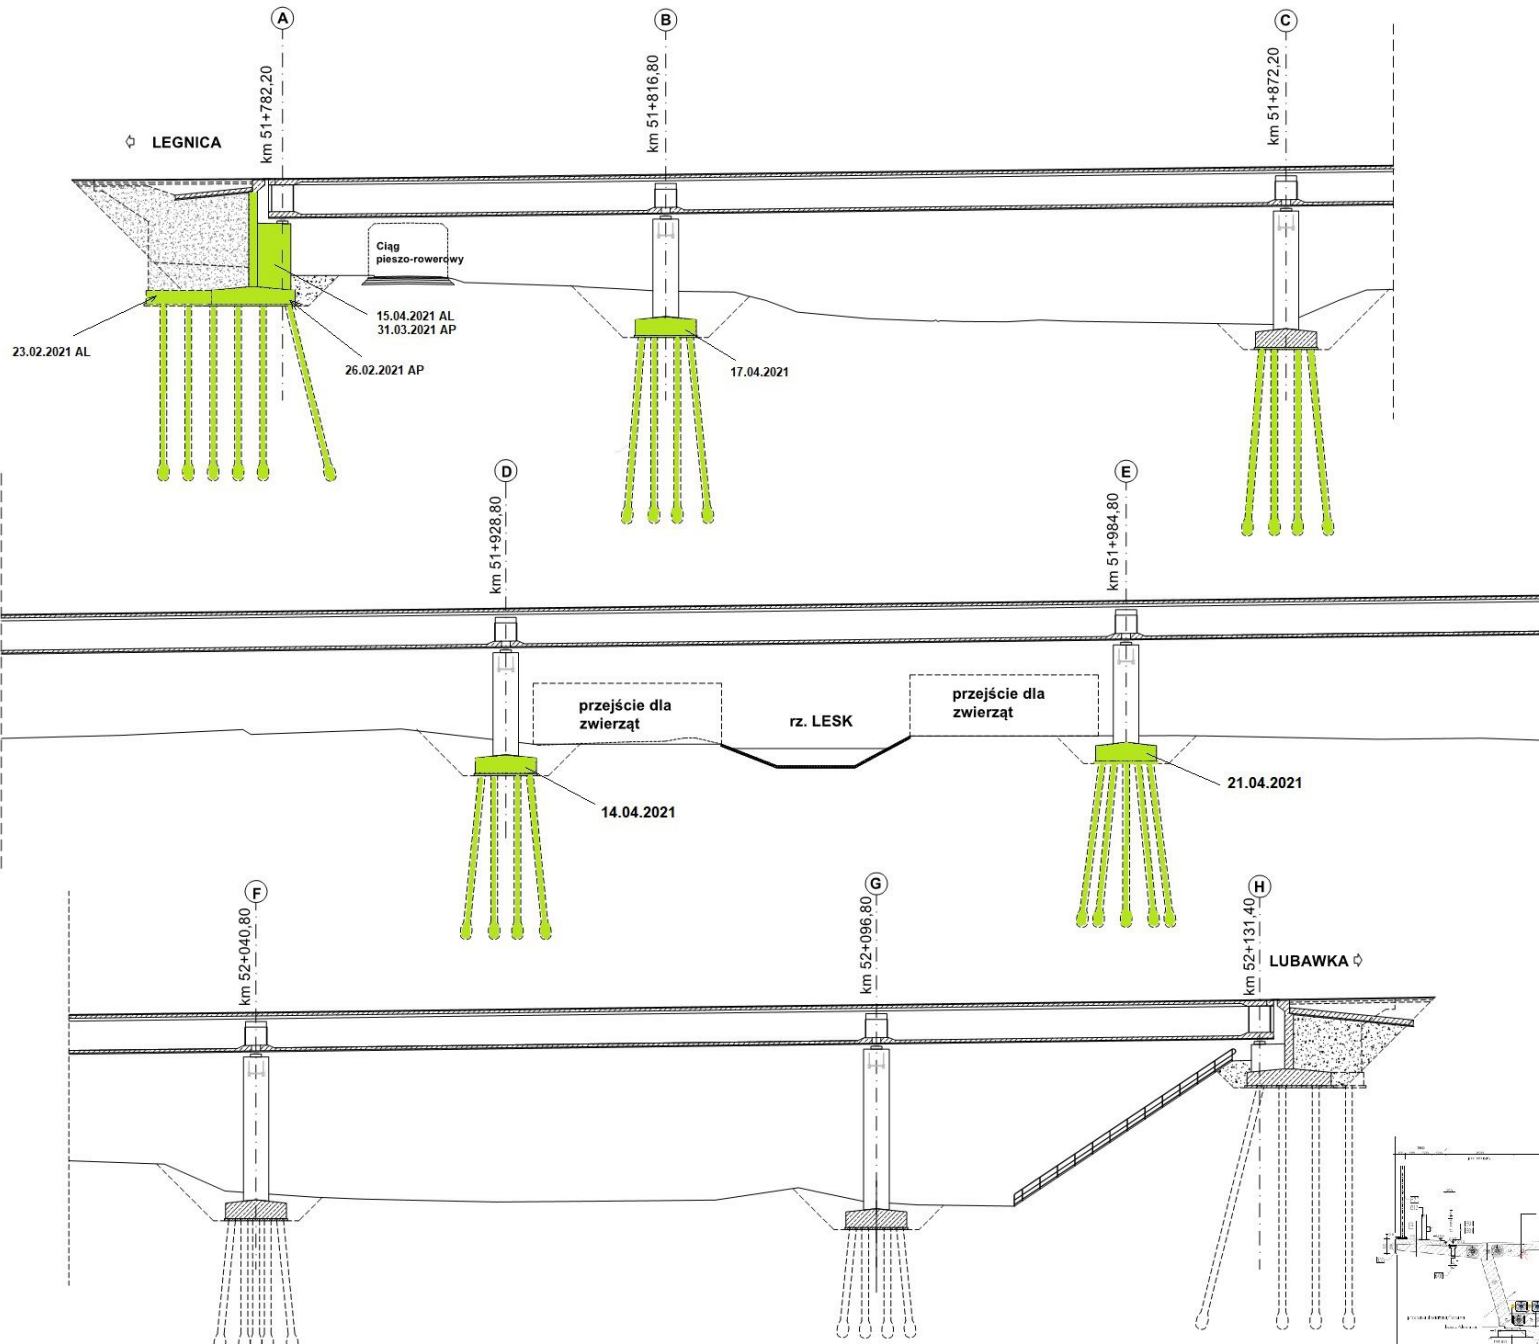 A
B
C
km 51+782,20
km 51+816,80
km 51+872,20
LEGNICA
Ciąg
pieszo-rowerowy
15.04.2021 AL
31.03.2021 AP
23.02.2021 AL
26.02.2021 AP
17.04.2021
D
E
km 51+928,80
km 51+984,80
przejście dla
zwierząt
rz. LESK
przejście dla
zwierząt
14.04.2021
21.04.2021
F
G
H
km 52+040,80
km 52+096,80
km 52+131,40
LUBAWKA